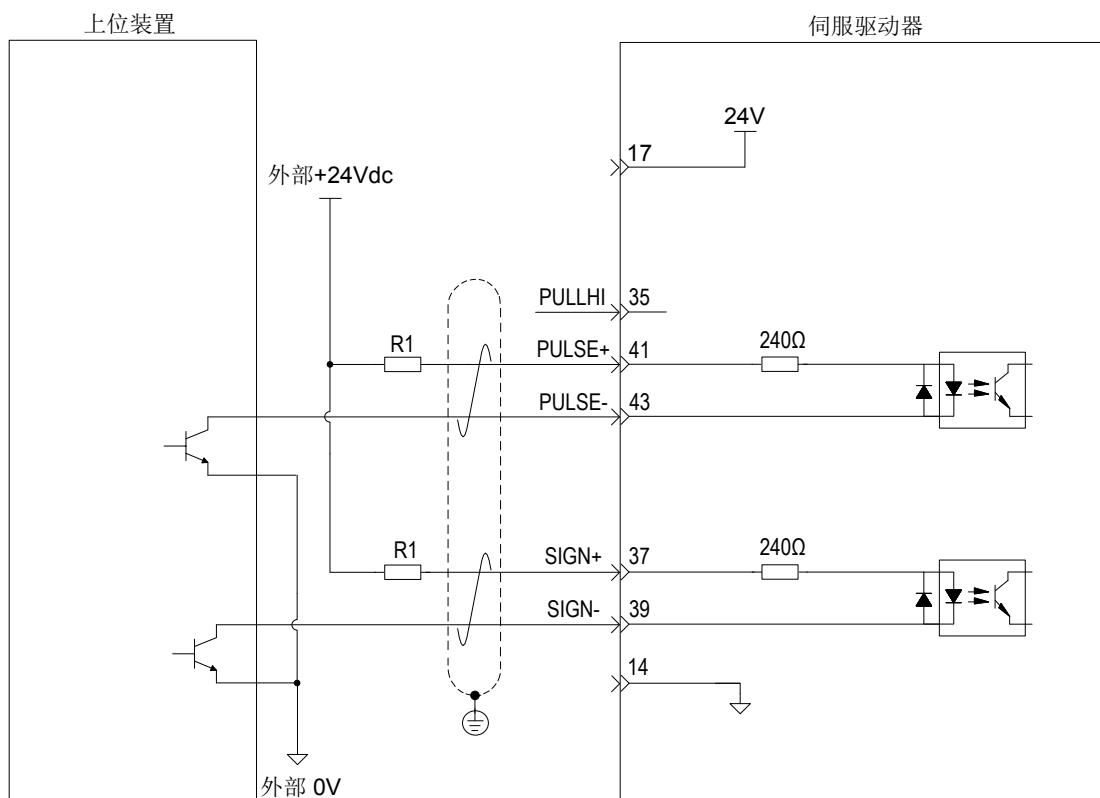 上位装置
伺服驱动器
24V
17
外部+24Vdc
PULLHI
35
R1
PULSE+
41
240Ω
PULSE-
43
R1
SIGN+
37
240Ω
SIGN-
39
14
外部 0V